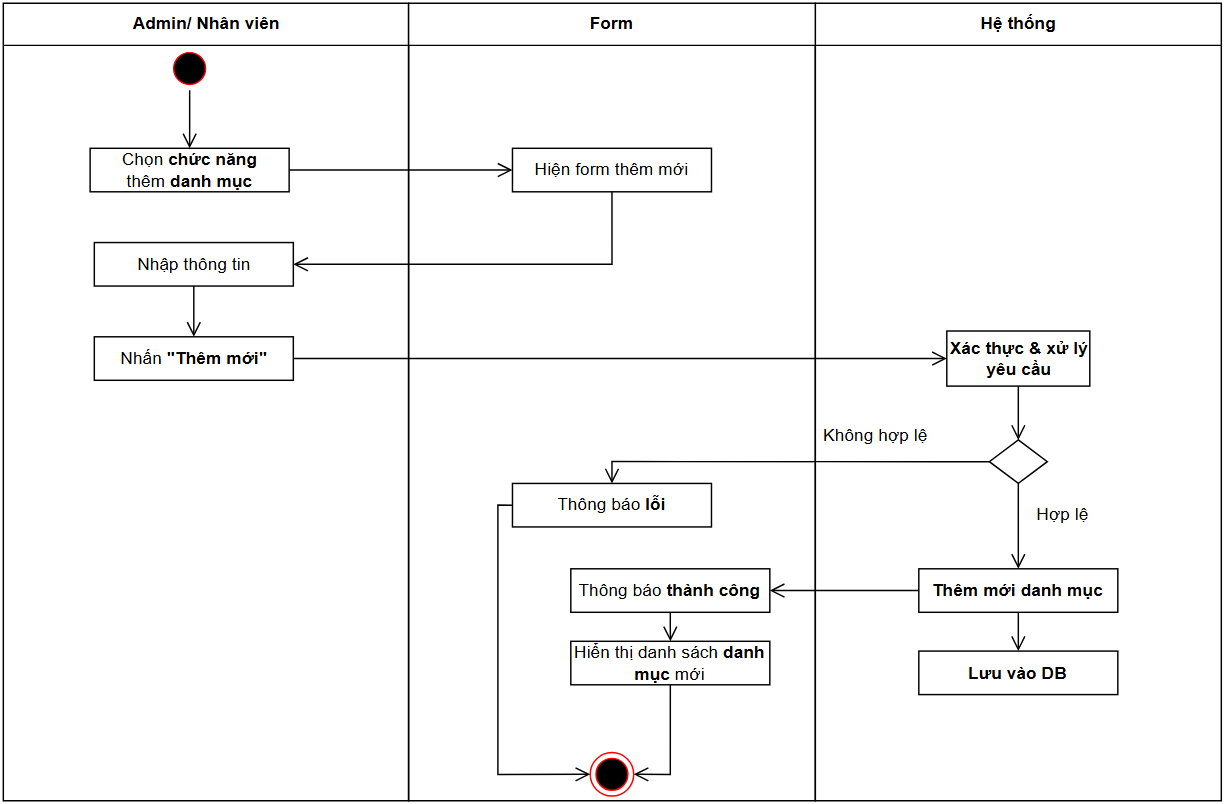 Admin/ Nhân viên
Form
Hệ thống
Chọn chức năng
thêm danh mục
Hiện form thêm mới
Nhập thông tin
Nhấn "Thêm mới"
Xác thực & xử lý
yêu cầu
Không hợp lệ
Thông báo lỗi
Hợp lệ
Thông báo thành công
Thêm mới danh mục
Hiển thị danh sách danh
mục mới
Lưu vào DB